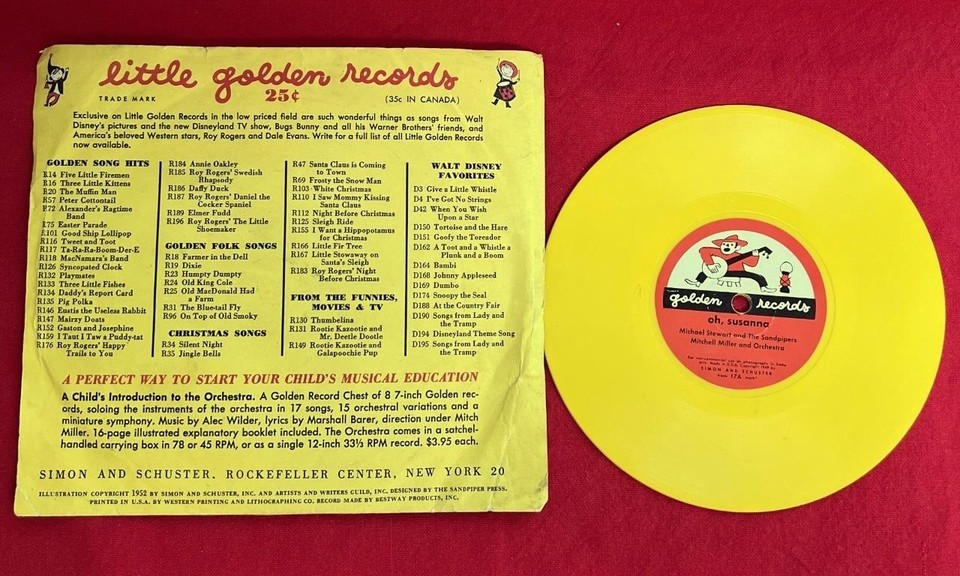 little golden records
TRADE MARK
25¢
(35c IN CANADA)
Exclusive on Little Golden Records in the low priced field are such wonderful things as songs from Walt
Disney's pictures and the new Disneyland TV show, Bugs Bunny and all his Warner Brothers' friends, and
America's beloved Western stars, Roy Rogers and Dale Evans. Write for a full list of all Little Golden Records
now available.
GOLDEN SONG HITS
R14 Five Little Firemen
R16 Three Little Kittens
R20 The Muffin Man
R57 Peter Cottontail
R72 Alexander's Ragtime
Band
R75 Easter Parade
R101 Good Ship Lollipop
R116 Tweet and Toot
R117 Ta-Ra-Ra-Boom-Der-E
R118 MacNamara's Band
R126 Syncopated Clock
R132 Playmates
R133 Three Little Fishes
R134 Daddy's Report Card
R135 Pig Polka
R146 Eustis the Useless Rabbit
R147 Mairzy Doats
R152 Gaston and Josephine
R159 I Taut I Taw a Puddy-tat
R176 Roy Rogers' Happy
Trails to You
R184 Annie Oakley
R185 Roy Rogers' Swedish
Rhapsody
R186 Daffy Duck
R187 Roy Rogers' Daniel the
Cocker Spaniel
R189 Elmer Fudd
R196 Roy Rogers' The Little
Shoemaker
GOLDEN FOLK SONGS
R18 Farmer in the Dell
R19 Dixie
R23 Humpty Dumpty
R24 Old King Cole
R25 Old MacDonald Had
a Farm
R31 The Blue-tail Fly
R96 On Top of Old Smoky
CHRISTMAS SONGS
R34 Silent Night
R35 Jingle Bells
R47 Santa Claus is Coming
to Town
R69 Frosty the Snow Man
R103 White Christmas
R110 I Saw Mommy Kissing
Santa Claus
R112 Night Before Christmas
R125 Sleigh Ride
R155 I Want a Hippopotamus
for Christmas
R166 Little Fir Tree
R167 Little Stowaway on
Santa's Sleigh
R183 Roy Rogers' Night
Before Christmas
FROM THE FUNNIES,
MOVIES & TV
R130 Thumbelina
R131 Rootie Kazootie and
Mr. Deetle Dootle
R149 Rootie Kazootie and
Galapoochie Pup
WALT DISNEY
FAVORITES
D3 Give a Little Whistle
D4 I've Got No Strings
D42 When You Wish
Upon a Star
D150 Tortoise and the Hare
D151 Goofy the Toreador
D162 A Toot and a Whistle a
Plunk and a Boom
D164 Bambi
D168 Johnny Appleseed
D169 Dumbo
D174 Snoopy the Seal
D188 At the Country Fair
D190 Songs from Lady and
the Tramp
D194 Disneyland Theme Song
D195 Songs from Lady and
the Tramp
A PERFECT WAY TO START YOUR CHILD'S MUSICAL EDUCATION
A Child's Introduction to the Orchestra. A Golden Record Chest of 8 7-inch Golden rec-
ords, soloing the instruments of the orchestra in 17 songs, 15 orchestral variations and a
miniature symphony. Music by Alec Wilder, lyrics by Marshall Barer, direction under Mitch
Miller. 16-page illustrated explanatory booklet included. The Orchestra comes in a satchel-
handled carrying box in 78 or 45 RPM, or as a single 12-inch 33⅓ RPM record. $3.95 each.
SIMON AND SCHUSTER, ROCKEFELLER CENTER, NEW YORK 20
ILLUSTRATION COPYRIGHT 1952 BY SIMON AND SCHUSTER, INC. AND ARTISTS AND WRITERS GUILD, INC. DESIGNED BY THE SANDPIPER PRESS.
PRINTED IN U.S.A. BY WESTERN PRINTING AND LITHOGRAPHING CO. RECORD MADE BY BESTWAY PRODUCTS, INC.
golden records
oh, susanna
Michael Stewart and The Sandpipers
Mitchell Miller and Orchestra
For non-commercial use on phonographs in homes
etc. Made in U.S.A. Copyright 1949 by
SIMON AND SCHUSTER
17A